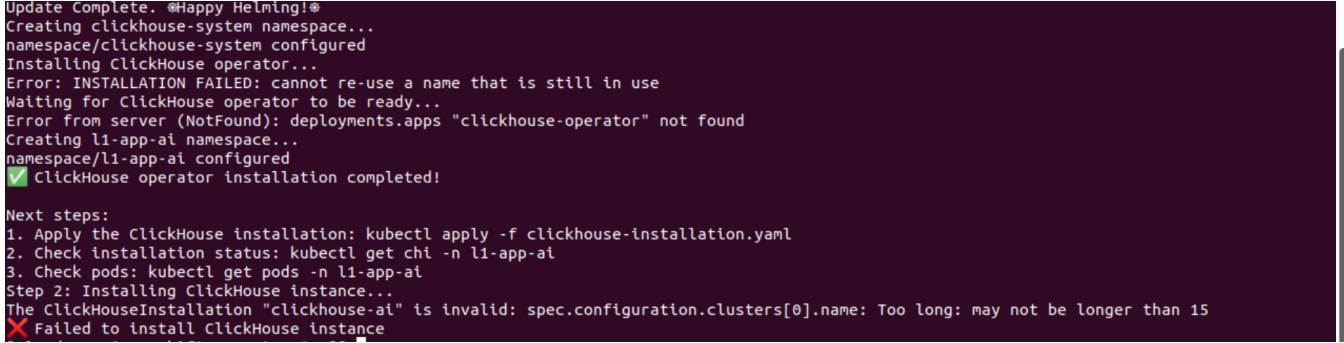 Update Complete. ⎈Happy Helming!⎈
Creating clickhouse-system namespace...
namespace/clickhouse-system configured
Installing ClickHouse operator...
Error: INSTALLATION FAILED: cannot re-use a name that is still in use
Waiting for ClickHouse operator to be ready...
Error from server (NotFound): deployments.apps "clickhouse-operator" not found
Creating l1-app-ai namespace...
namespace/l1-app-ai configured
✅ ClickHouse operator installation completed!
Next steps:
1. Apply the ClickHouse installation: kubectl apply -f clickhouse-installation.yaml
2. Check installation status: kubectl get chi -n l1-app-ai
3. Check pods: kubectl get pods -n l1-app-ai
Step 2: Installing ClickHouse instance...
The ClickHouseInstallation "clickhouse-ai" is invalid: spec.configuration.clusters[0].name: Too long: may not be longer than 15
❌ Failed to install ClickHouse instance